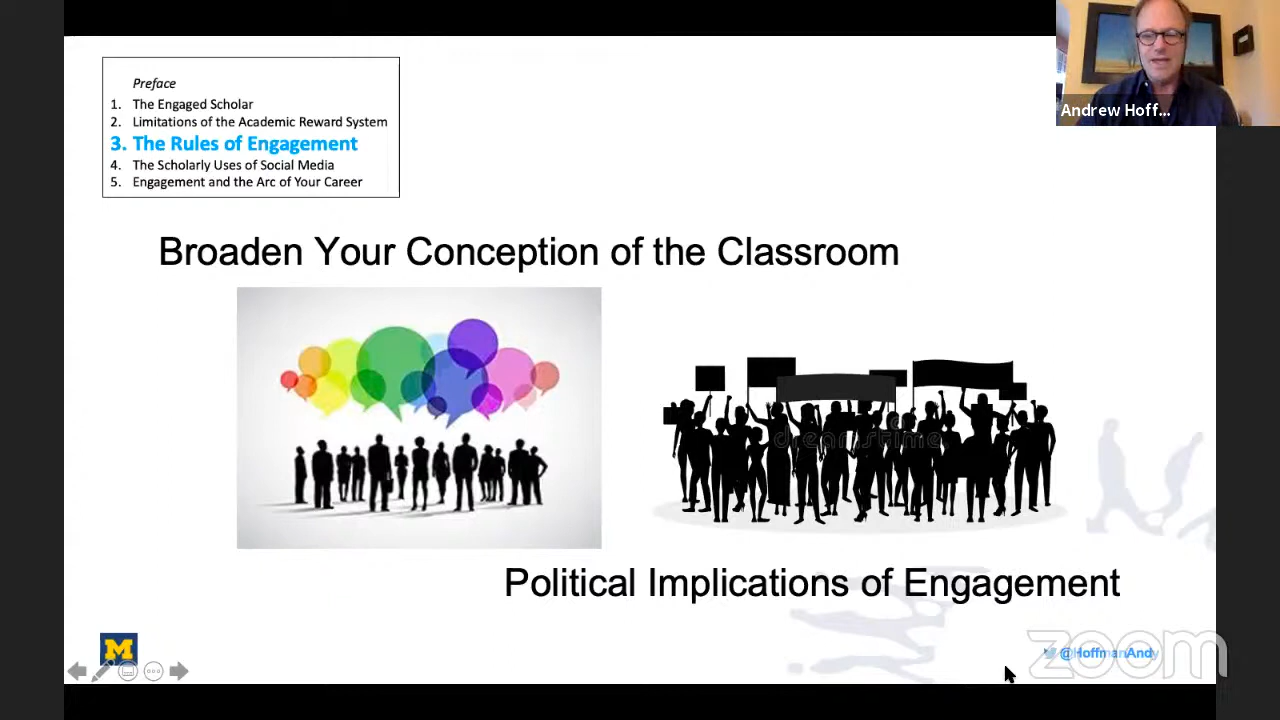 Preface
1. The Engaged Scholar
2. Limitations of the Academic Reward System
3. The Rules of Engagement
4. The Scholarly Uses of Social Media
5. Engagement and the Arc of Your Career
Andrew Hoff...
Broaden Your Conception of the Classroom
dreamstime
Political Implications of Engagement
M
@HoffmanAndy
zoom